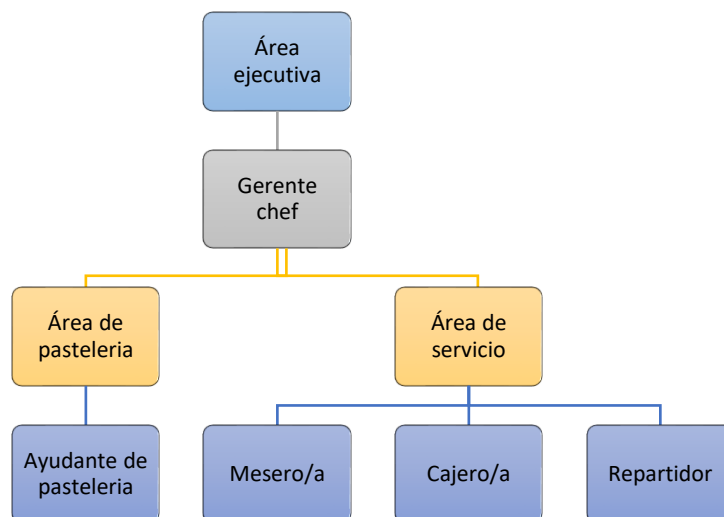 Área
ejecutiva
Gerente
chef
Área de
pasteleria
Área de
servicio
Ayudante de
pasteleria
Mesero/a
Cajero/a
Repartidor